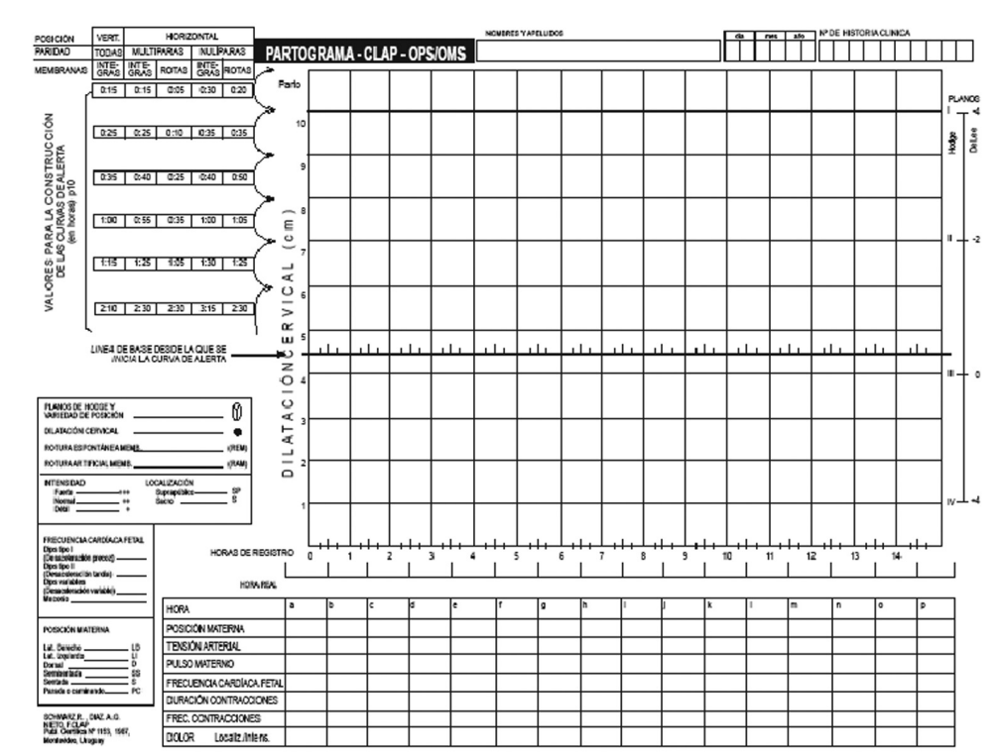 POSICIÓN VERT. HORIZONTAL
PARIDAD TODAS MULTIPARAS NULIPARAS
MEMBRANAS INTE-GRAS INTE-GRAS ROTAS INTE-GRAS ROTAS
PARTOGRAMA - CLAP - OPS/OMS
NOMBRES Y APELLIDOS
día mes año
Nº DE HISTORIA CLINICA
0:15 0:15 0:05 0:30 0:20
0:25 0:25 0:10 0:35 0:35
0:35 0:40 0:25 0:40 0:50
1:00 0:55 0:35 1:00 1:05
1:15 1:25 1:05 1:30 1:25
2:10 2:30 2:30 3:15 2:30
VALORES PARA LA CONSTRUCCIÓN
DE LAS CURVAS DE ALERTA
(en horas) p10
LINEA DE BASE DESDE LA QUE SE
INICIA LA CURVA DE ALERTA
DILATACIÓN CERVICAL (cm)
Parto
10
9
8
7
6
5
4
3
2
1
PLANOS
Hodge DeLee
I -4
II -2
III 0
IV +4
PLANOS DE HODGE Y
VARIEDAD DE POSICIÓN
DILATACIÓN CERVICAL
ROTURA ESPONTÁNEA MEMB. (REM)
ROTURA ARTIFICIAL MEMB. (RAM)
INTENSIDAD LOCALIZACIÓN
Fuerte +++ Suprapúbico SP
Normal ++ Sacro S
Débil +
FRECUENCIA CARDÍACA FETAL
Dips tipo I
(Desaceleración precoz)
Dips tipo II
(Desaceleración tardía)
Dips variables
(Desaceleración variable)
Meconio
POSICIÓN MATERNA
Lat. Derecho LD
Lat. Izquierdo LI
Dorsal D
Semisentada SS
Sentada S
Parada o caminando PC
SCHWARZ R., DIAZ A.G.
NIETO, F. CLAP
Publ. Científica Nº 1153, 1987,
Montevideo, Uruguay
HORAS DE REGISTRO 0 1 2 3 4 5 6 7 8 9 10 11 12 13 14
HORA REAL
HORA a b c d e f g h i j k l m n o p
POSICIÓN MATERNA
TENSIÓN ARTERIAL
PULSO MATERNO
FRECUENCIA CARDÍACA FETAL
DURACIÓN CONTRACCIONES
FREC. CONTRACCIONES
DOLOR Localiz./Intens.